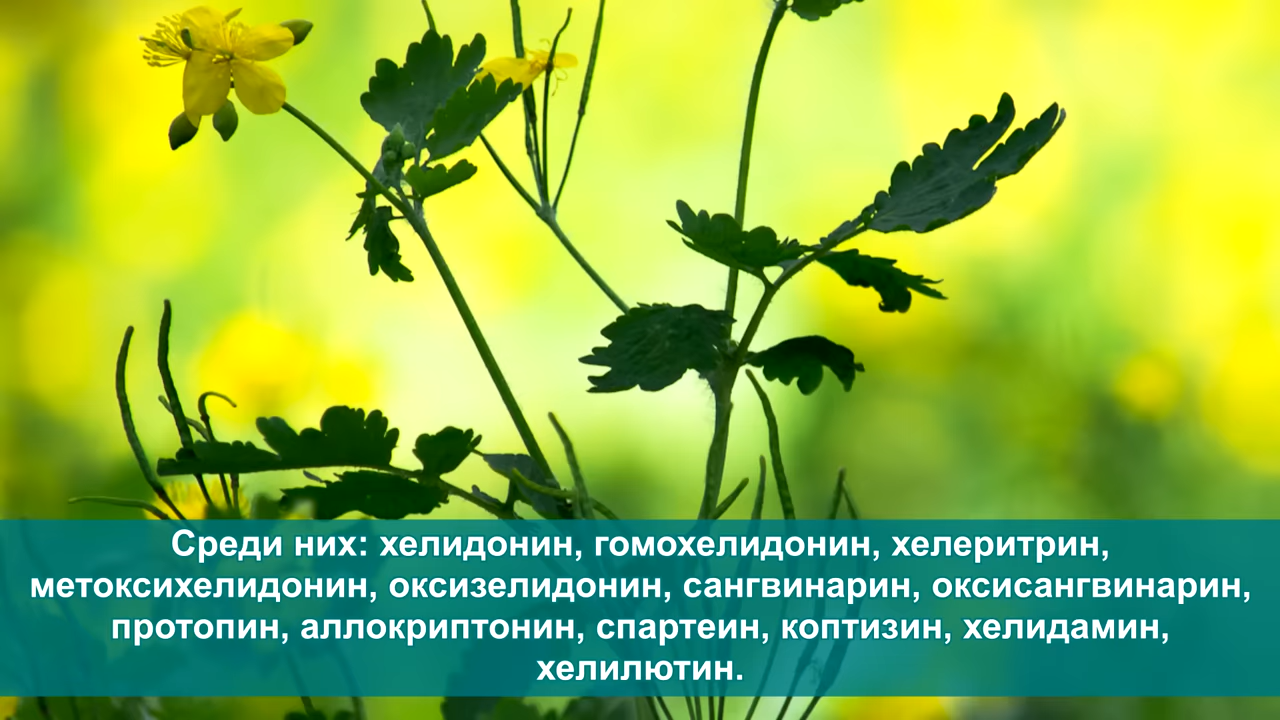 Среди них: хелидонин, гомохелидонин, хелеритрин,
метоксихелидонин, оксизелидонин, сангвинарин, оксисангвинарин,
протопин, аллокриптонин, спартеин, коптизин, хелидамин,
хелилютин.